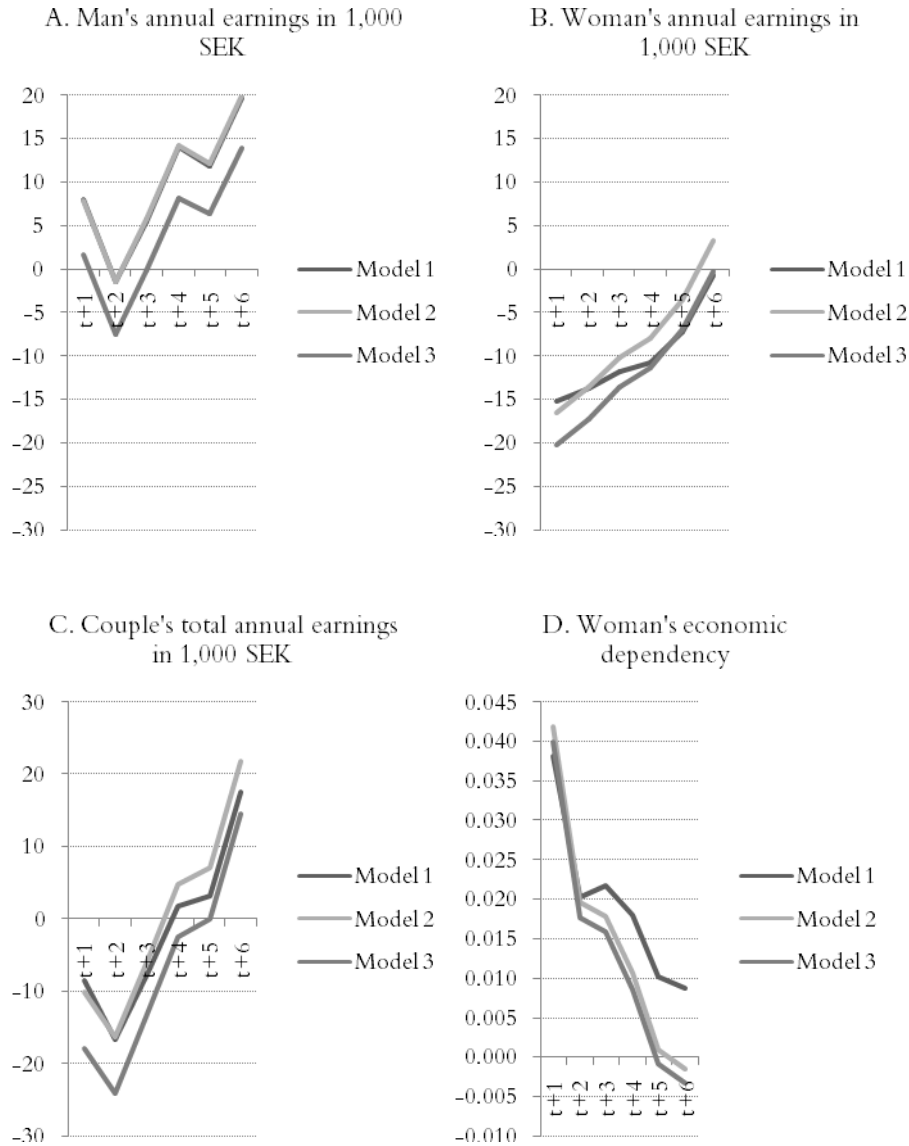 A. Man's annual earnings in 1,000
SEK
20
15
10
5
0
-5
-10
-15
-20
-25
-30
t+1
t+2
t+3
t+4
t+5
t+6
Model 1
Model 2
Model 3
B. Woman's annual earnings in
1,000 SEK
20
15
10
5
0
-5
-10
-15
-20
-25
-30
t+1
t+2
t+3
t+4
t+5
t+6
Model 1
Model 2
Model 3
C. Couple's total annual earnings
in 1,000 SEK
30
20
10
0
-10
-20
-30
t+1
t+2
t+3
t+4
t+5
t+6
Model 1
Model 2
Model 3
D. Woman's economic
dependency
0.045
0.040
0.035
0.030
0.025
0.020
0.015
0.010
0.005
0.000
-0.005
-0.010
t+1
t+2
t+3
t+4
t+5
t+6
Model 1
Model 2
Model 3